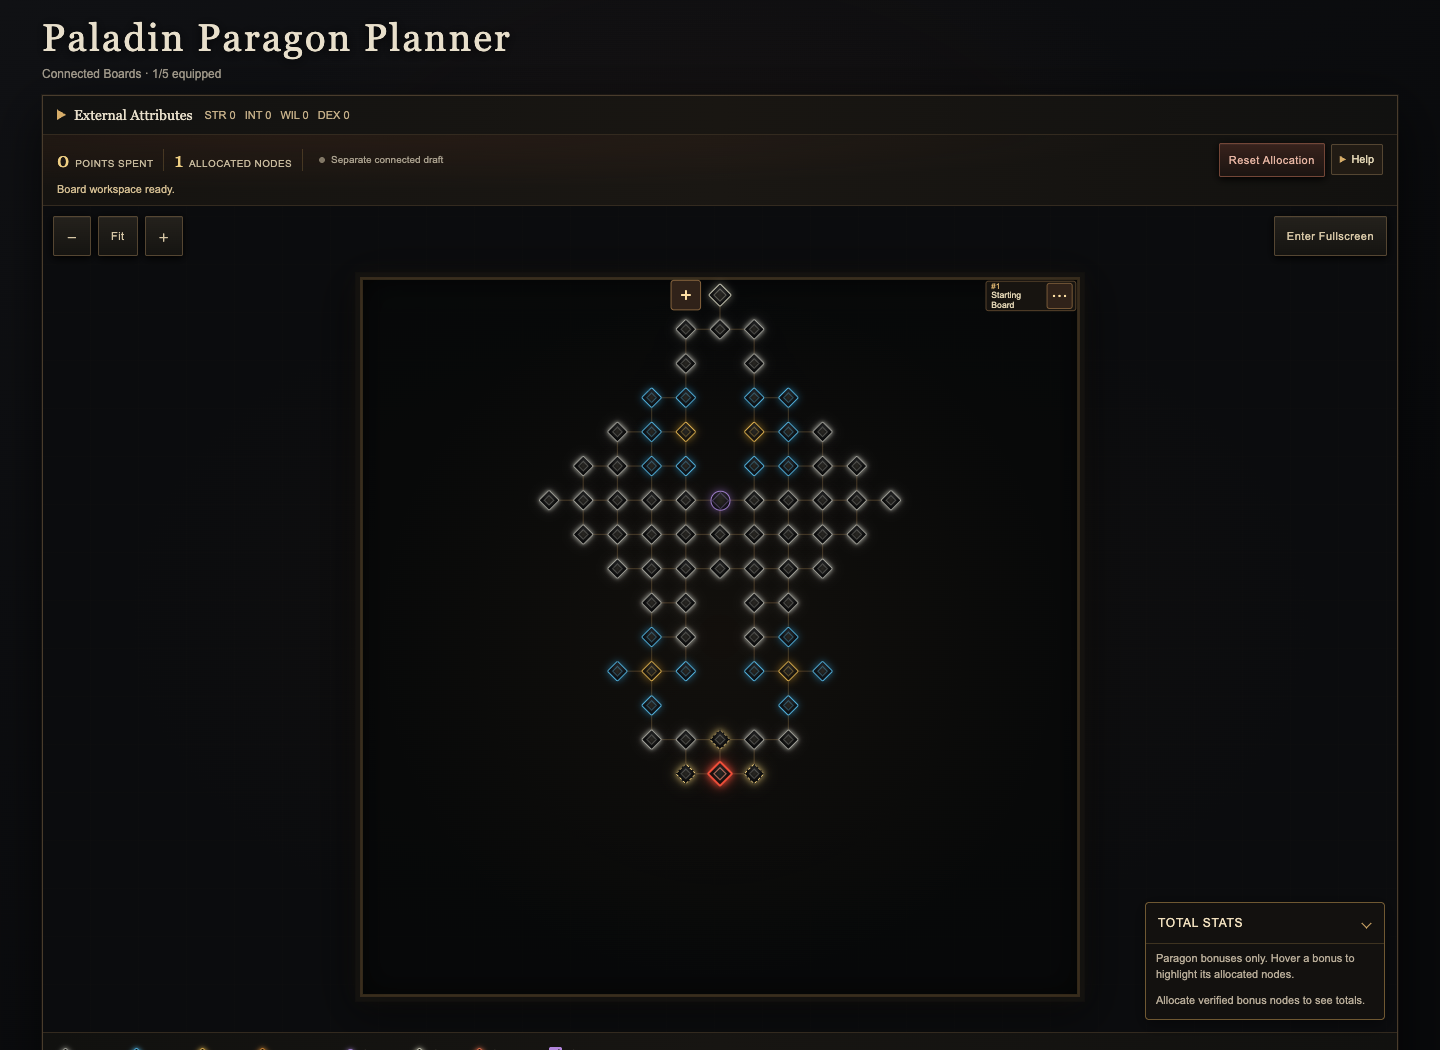 Paladin Paragon Planner
Connected Boards · 1/5 equipped
External Attributes STR 0 INT 0 WIL 0 DEX 0
0 POINTS SPENT 1 ALLOCATED NODES Separate connected draft
Reset Allocation
Help
Board workspace ready.
− Fit +
Enter Fullscreen
+
#1
Starting
Board
...
TOTAL STATS
Paragon bonuses only. Hover a bonus to
highlight its allocated nodes.
Allocate verified bonus nodes to see totals.